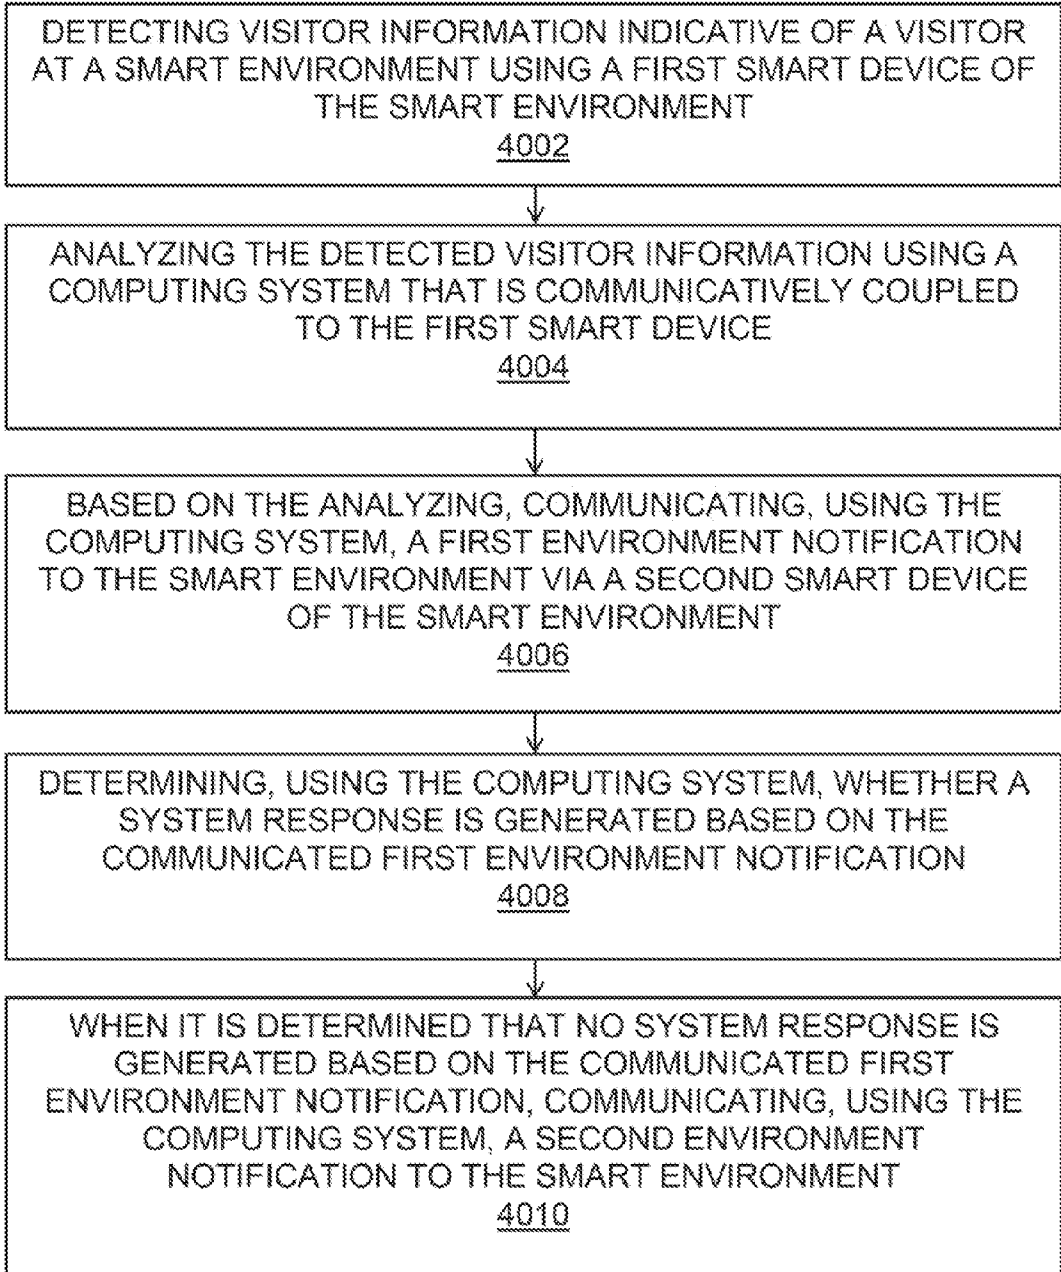 DETECTING VISITOR INFORMATION INDICATIVE OF A VISITOR
AT A SMART ENVIRONMENT USING A FIRST SMART DEVICE OF
THE SMART ENVIRONMENT
4002
ANALYZING THE DETECTED VISITOR INFORMATION USING A
COMPUTING SYSTEM THAT IS COMMUNICATIVELY COUPLED
TO THE FIRST SMART DEVICE
4004
BASED ON THE ANALYZING, COMMUNICATING, USING THE
COMPUTING SYSTEM, A FIRST ENVIRONMENT NOTIFICATION
TO THE SMART ENVIRONMENT VIA A SECOND SMART DEVICE
OF THE SMART ENVIRONMENT
4006
DETERMINING, USING THE COMPUTING SYSTEM, WHETHER A
SYSTEM RESPONSE IS GENERATED BASED ON THE
COMMUNICATED FIRST ENVIRONMENT NOTIFICATION
4008
WHEN IT IS DETERMINED THAT NO SYSTEM RESPONSE IS
GENERATED BASED ON THE COMMUNICATED FIRST
ENVIRONMENT NOTIFICATION, COMMUNICATING, USING THE
COMPUTING SYSTEM, A SECOND ENVIRONMENT
NOTIFICATION TO THE SMART ENVIRONMENT
4010